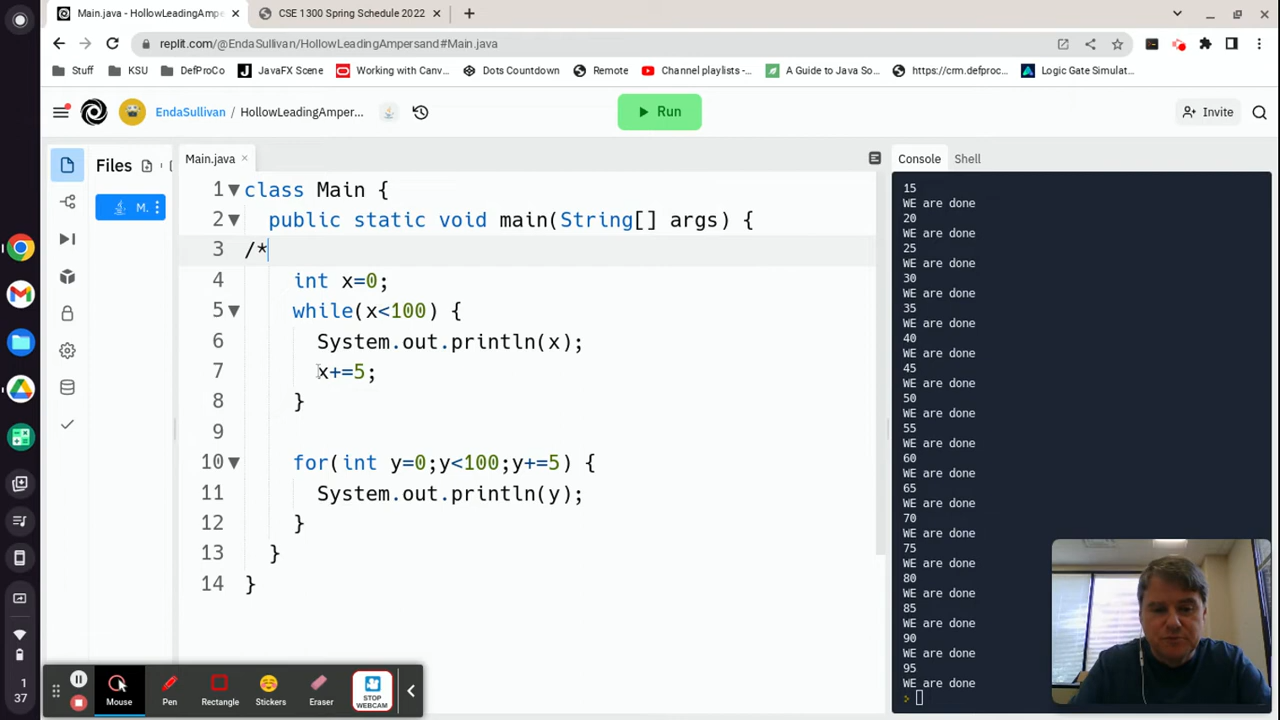 Main.java - HollowLeadingAmpe
CSE 1300 Spring Schedule 2022
replit.com/@EndaSullivan/HollowLeadingAmpersand#Main.java
Stuff KSU DefProCo JavaFX Scene Working with Canv... Dots Countdown Remote Channel playlists -... A Guide to Java So... https://crm.defproc... Logic Gate Simulat...
EndaSullivan / HollowLeadingAmper...
Run
Invite
Files
M.
Main.java
1 class Main {
2 public static void main(String[] args) {
3 /*
4 int x=0;
5 while(x<100) {
6 System.out.println(x);
7 x+=5;
8 }
9
10 for(int y=0;y<100;y+=5) {
11 System.out.println(y);
12 }
13 }
14 }
Console Shell
15
WE are done
20
WE are done
25
WE are done
30
WE are done
35
WE are done
40
WE are done
45
WE are done
50
WE are done
55
WE are done
60
WE are done
65
WE are done
70
WE are done
75
WE are done
80
WE are done
85
WE are done
90
WE are done
95
WE are done
1
37
Mouse Pen Rectangle Stickers Eraser STOP WEBCAM